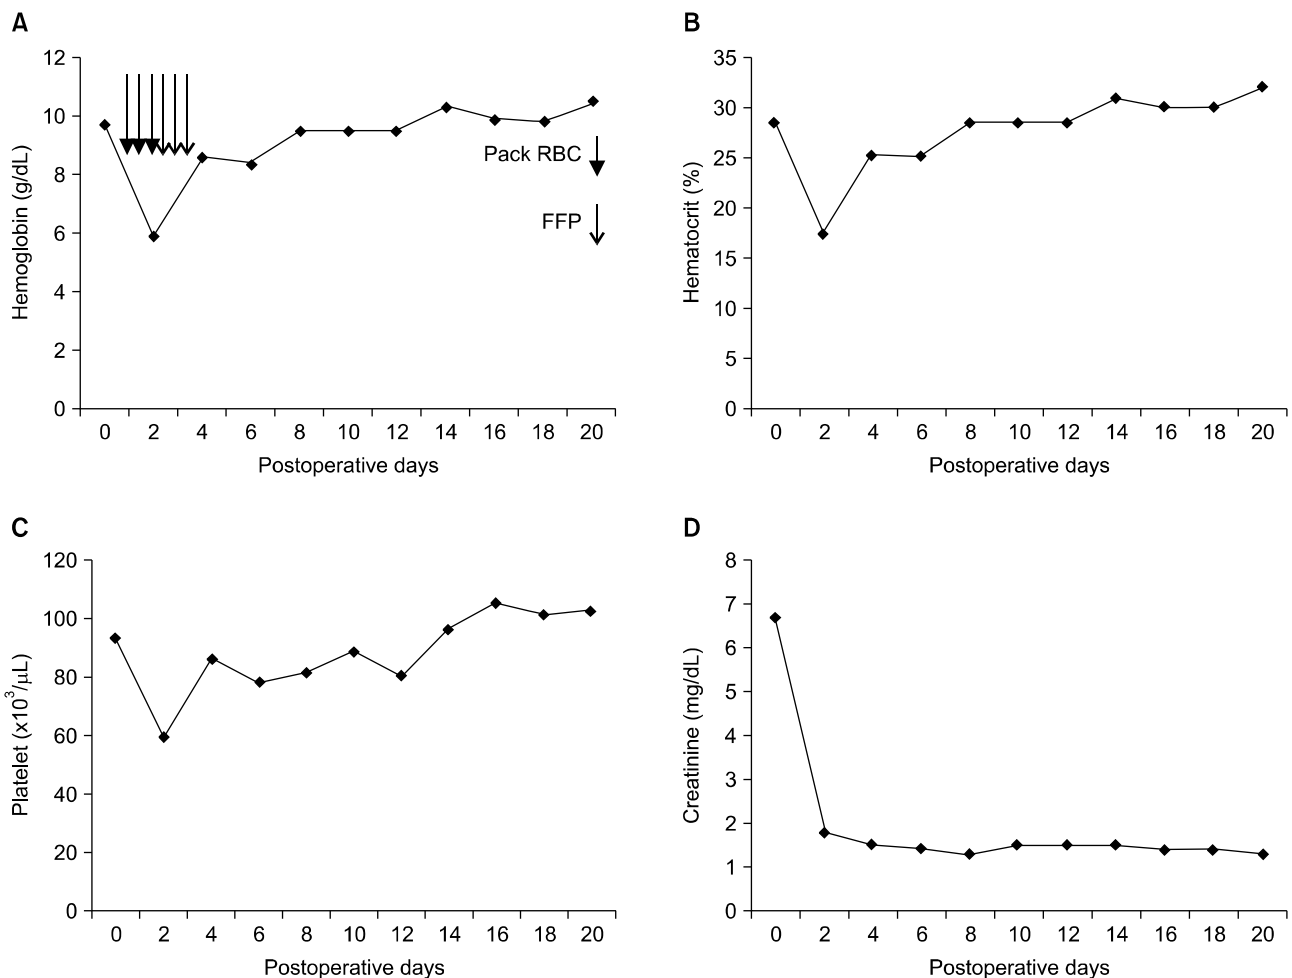 A
Hemoglobin (g/dL)
12
10
8
6
4
2
0
Pack RBC
FFP
0 2 4 6 8 10 12 14 16 18 20
Postoperative days
B
Hematocrit (%)
35
30
25
20
15
10
5
0
0 2 4 6 8 10 12 14 16 18 20
Postoperative days
C
Platelet (x10³/μL)
120
100
80
60
40
20
0
0 2 4 6 8 10 12 14 16 18 20
Postoperative days
D
Creatinine (mg/dL)
8
7
6
5
4
3
2
1
0
0 2 4 6 8 10 12 14 16 18 20
Postoperative days